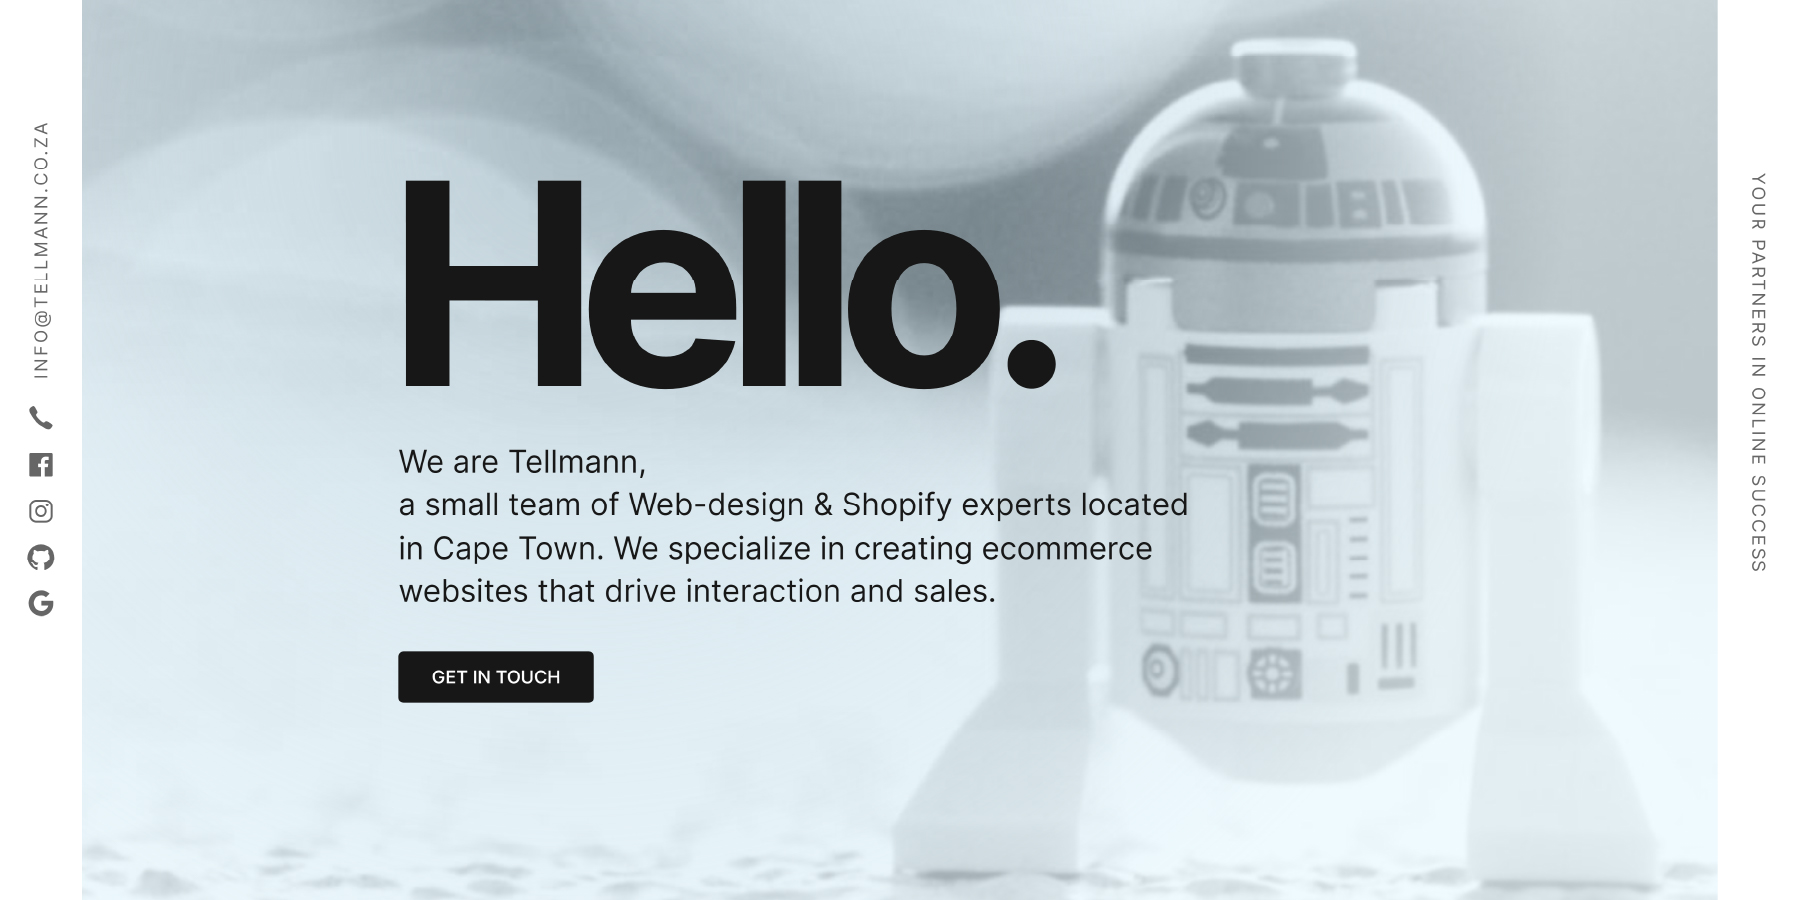 INFO@TELLMANN.CO.ZA
Hello.
We are Tellmann,
a small team of Web-design & Shopify experts located
in Cape Town. We specialize in creating ecommerce
websites that drive interaction and sales.
GET IN TOUCH
YOUR PARTNERS IN ONLINE SUCCESS